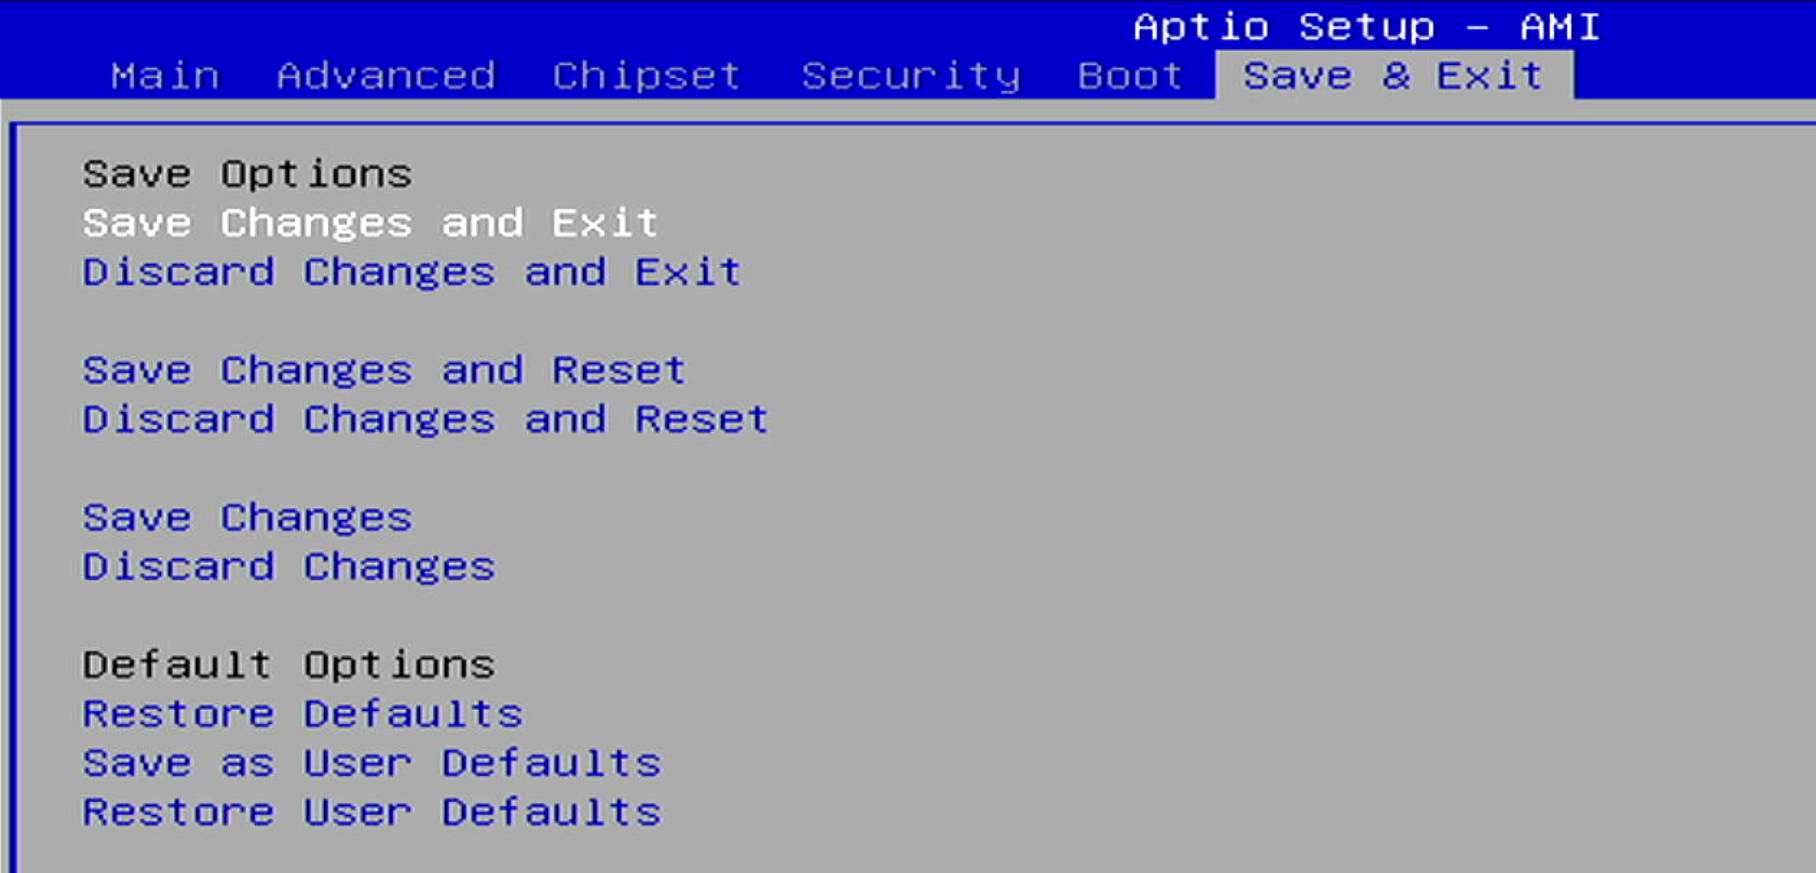 Aptio Setup - AMI
Main Advanced Chipset Security Boot Save & Exit
Save Options
Save Changes and Exit
Discard Changes and Exit
Save Changes and Reset
Discard Changes and Reset
Save Changes
Discard Changes
Default Options
Restore Defaults
Save as User Defaults
Restore User Defaults